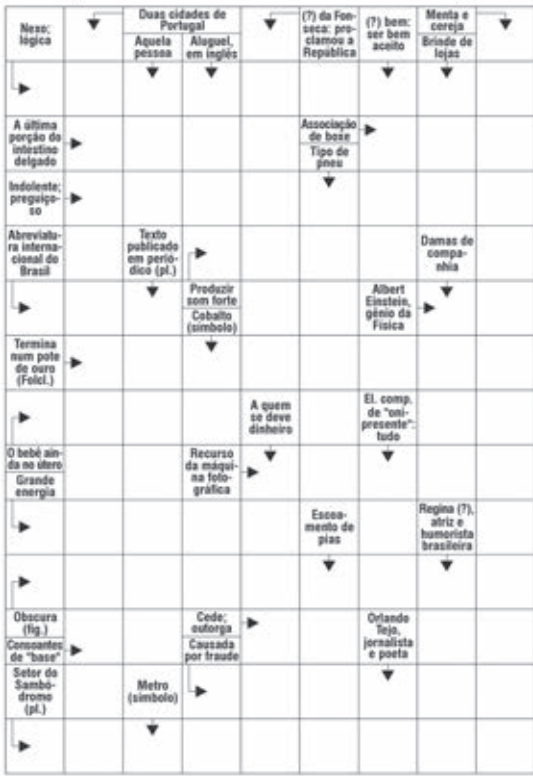 Nexo;
lógica
Duas cidades de
Portugal
Aquela
pessoa
Aluguel,
em inglês
(?) da Fon-
seca: pro-
clamou a
República
(?) bem:
ser bem
aceito
Menta e
cereja
Brinde de
lojas
A última
porção do
intestino
delgado
Associação
de boxe
Tipo de
pneu
Indolente;
preguiço-
so
Abreviatu-
ra interna-
cional do
Brasil
Texto
publicado
em perió-
dico (pl.)
Damas de
compa-
nhia
Produzir
som forte
Cobalto
(símbolo)
Albert
Einstein,
gênio da
Física
Termina
num pote
de ouro
(Folcl.)
A quem
se deve
dinheiro
El. comp.
de "oni-
presente":
tudo
O bebê ain-
da no útero
Grande
energia
Recurso
da máqui-
na foto-
gráfica
Escoa-
mento de
pias
Regina (?),
atriz e
humorista
brasileira
Obscura
(fig.)
Consoantes
de "base"
Cede;
outorga
Causada
por fraude
Orlando
Tejo,
jornalista
e poeta
Setor do
Sambó-
dromo
(pl.)
Metro
(símbolo)